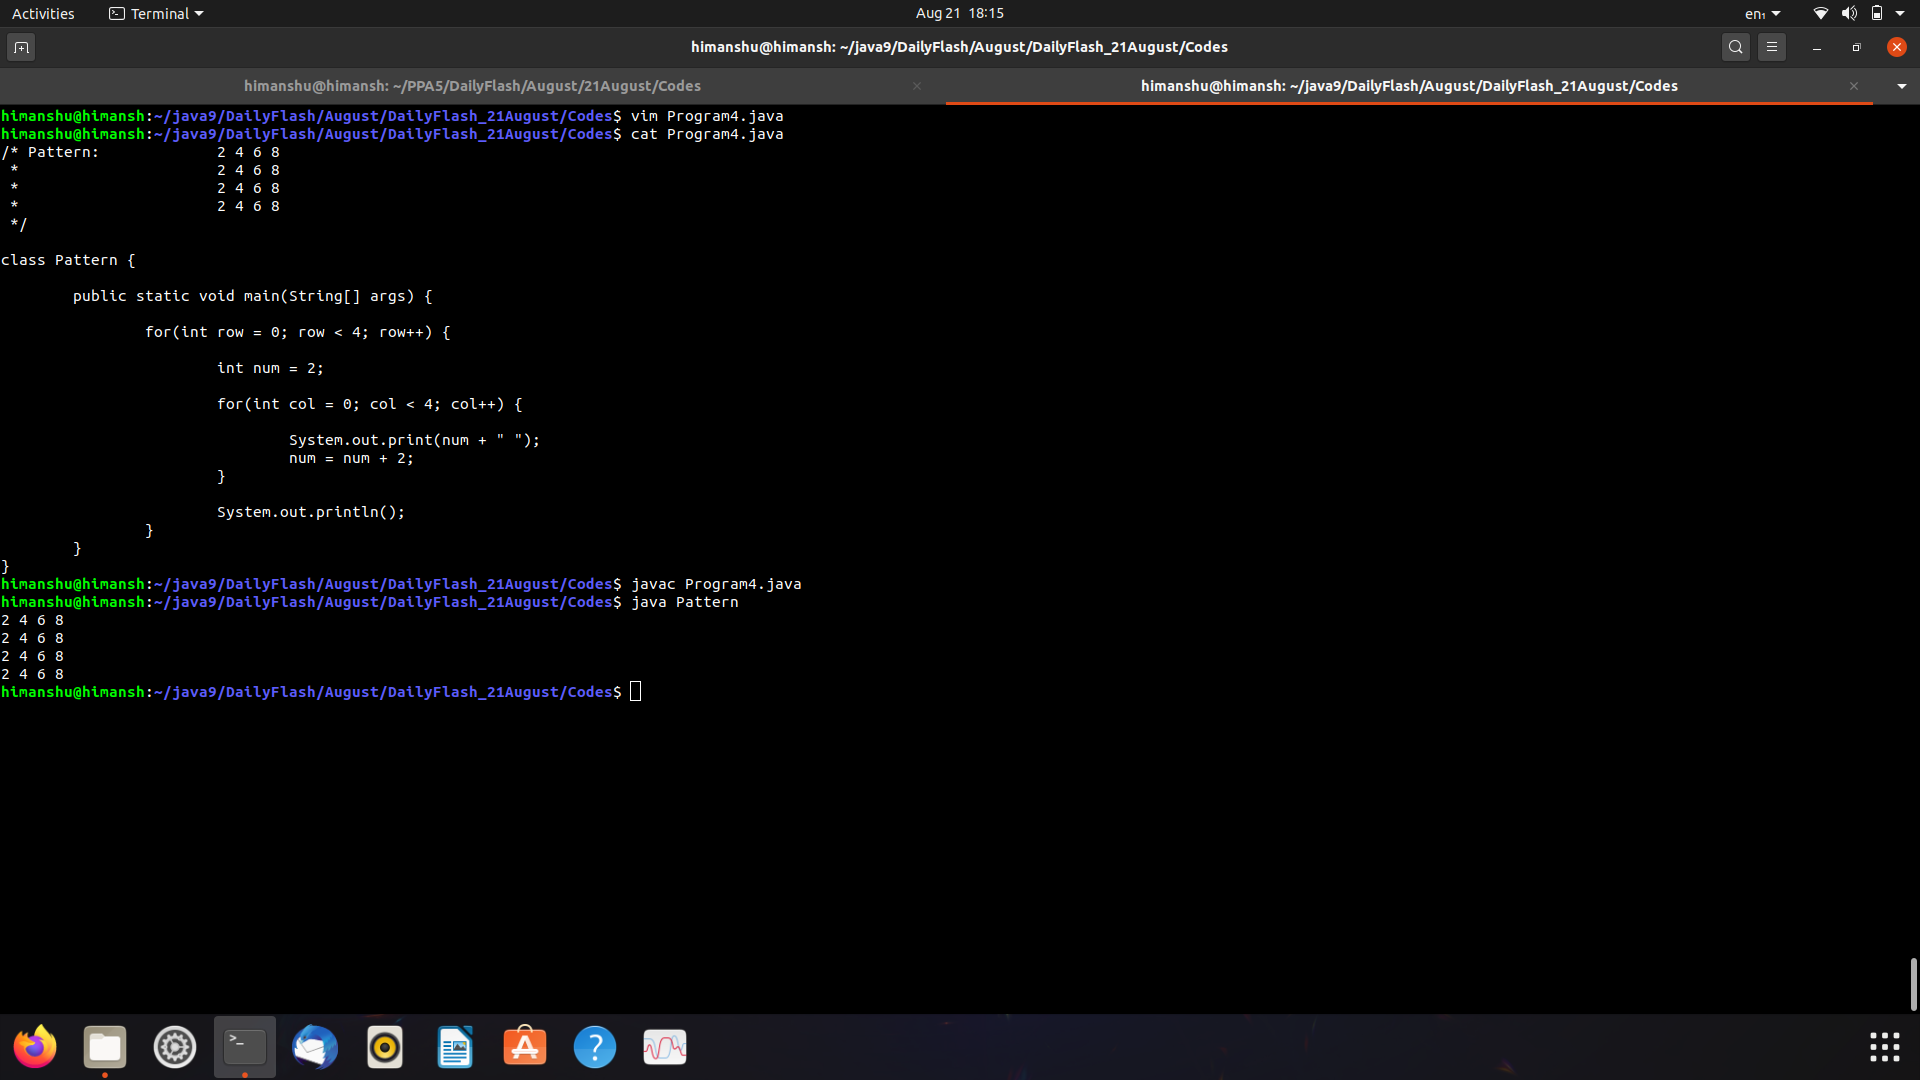 Activities Terminal Aug 21 18:15 en₁
himanshu@himansh: ~/java9/DailyFlash/August/DailyFlash_21August/Codes
himanshu@himansh: ~/PPA5/DailyFlash/August/21August/Codes himanshu@himansh: ~/java9/DailyFlash/August/DailyFlash_21August/Codes
himanshu@himansh:~/java9/DailyFlash/August/DailyFlash_21August/Codes$ vim Program4.java
himanshu@himansh:~/java9/DailyFlash/August/DailyFlash_21August/Codes$ cat Program4.java
/* Pattern:             2 4 6 8
 *                      2 4 6 8
 *                      2 4 6 8
 *                      2 4 6 8
 */
class Pattern {
        public static void main(String[] args) {
                for(int row = 0; row < 4; row++) {
                        int num = 2;
                        for(int col = 0; col < 4; col++) {
                                System.out.print(num + " ");
                                num = num + 2;
                        }
                        System.out.println();
                }
        }
}
himanshu@himansh:~/java9/DailyFlash/August/DailyFlash_21August/Codes$ javac Program4.java
himanshu@himansh:~/java9/DailyFlash/August/DailyFlash_21August/Codes$ java Pattern
2 4 6 8
2 4 6 8
2 4 6 8
2 4 6 8
himanshu@himansh:~/java9/DailyFlash/August/DailyFlash_21August/Codes$